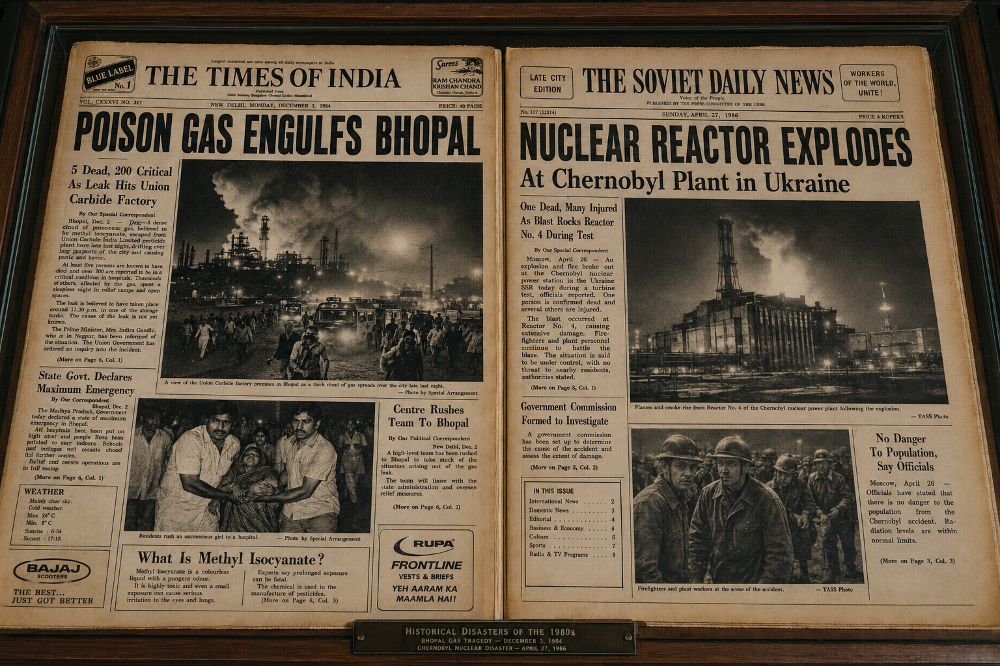 BLUE LABEL
No. 1
Largest combined net sales among all daily newspapers in India
THE TIMES OF INDIA
Published from
Delhi Bombay Bangalore Chennai Cochin Ahmedabad
Sarees
RAM CHANDRA
KRISHAN CHAND
VOL. CXXXVI NO. 317
NEW DELHI, MONDAY, DECEMBER 3, 1984
PRICE: 40 PAISE
POISON GAS ENGULFS BHOPAL
5 Dead, 200 Critical
As Leak Hits Union
Carbide Factory
By Our Special Correspondent
Bhopal, Dec. 2 — A dense
cloud of poisonous gas, believed to
be methyl isocyanate, escaped from
Union Carbide India Limited pesticide
plant here late last night, drifting over
of the city and causing
panic and havoc.
At least five persons are known to have
died and over 200 are reported to be in a
critical condition in hospitals. Thousands
of others, affected by the gas, spent a
sleepless night in relief camps and open
spaces.
The leak is believed to have taken place
around 11.30 p.m. in one of the storage
tanks. The cause of the leak is not yet
known.
The Prime Minister, Mrs. Indira Gandhi,
who is in Nagpur, has been informed of
the situation. The Union Government has
ordered an inquiry into the incident.
(More on Page 6, Col. 1)
A view of the Union Carbide factory premises in Bhopal as a thick cloud of gas spreads over the city late last night.
— Photo by Special Arrangement
State Govt. Declares
Maximum Emergency
By Our Correspondent
Bhopal, Dec. 2
The Madhya Pradesh, Government
today declared a state of maximum
emergency in Bhopal.
have been put on
high and people
to indoors. Schools
will
further
operations are
in full
(More on Page 6, Col. 1)
Residents rush an unconscious girl to a hospital.
— Photo by Special Arrangement
Centre Rushes
Team To Bhopal
By Our Political Correspondent
New Delhi, Dec. 2
A high-level team has been rushed
to Bhopal to take stock of the
situation arising out of the gas
leak.
The team will liaise with the
state administration and oversee
relief measures.
(More on Page 6, Col. 2)
WEATHER
Mainly clear sky.
Cold weather.
Max. 24° C
Min. 8° C
Sunrise : 6-54
Sunset : 17-18
BAJAJ
SCOOTERS
THE BEST...
JUST GOT BETTER
What Is Methyl Isocyanate?
Methyl isocyanate is a colourless
liquid with a pungent odour.
It is highly toxic and even a small
exposure can cause serious.
irritation to the eyes and lungs.
Experts say prolonged exposure
can be fatal.
The chemical is used in the
manufacture of pesticides.
(More on Page 6, Col. 3)
RUPA
FRONTLINE
VESTS & BRIEFS
YEH AARAM KA
MAAMLA HAI!
LATE CITY
EDITION
THE SOVIET DAILY NEWS
Voice of the People
PUBLISHED BY THE PRESS COMMITTEE OF THE USSR
WORKERS
OF THE WORLD,
UNITE!
No. 117 (22314)
SUNDAY, APRIL 27, 1986
PRICE 4 KOPEKS
NUCLEAR REACTOR EXPLODES
At Chernobyl Plant in Ukraine
One Dead, Many Injured
As Blast Rocks Reactor
No. 4 During Test
By Our Special Correspondent
Moscow, April 26 — An
explosion and fire broke out
at the Chernobyl nuclear
power station in the Ukraine
SSR today during a turbine
test, officials reported. One
person is confirmed dead and
several others are injured.
The blast occurred at
Reactor No. 4, causing
extensive damage. Fire-
fighters and plant personnel
continue to battle the
blaze. The situation is said
to be under control, with no
threat to nearby residents,
authorities stated.
(More on Page 3, Col. 1)
Flames and smoke rise from Reactor No. 4 of the Chernobyl nuclear power plant following the explosion.
— TASS Photo
Government Commission
Formed to Investigate
A government commission
has been set up to determine
the cause of the accident and
assess the extent of damage.
(More on Page 3, Col. 2)
IN THIS ISSUE
International News ...... 2
Domestic News ........ 3
Editorial ............ 4
Business & Economy .... 5
Culture ............ 6
Sports ............ 7
Radio & TV Programs .... 8
Firefighters and plant workers at the scene of the accident.
— TASS Photo
No Danger
To Population,
Say Officials
Moscow, April 26 —
Officials have stated that
there is no danger to the
population from the
Chernobyl accident. Ra-
diation levels are within
normal limits.
(More on Page 3, Col. 3)
HISTORICAL DISASTERS OF THE 1980s
BHOPAL GAS TRAGEDY — DECEMBER 3, 1984
CHERNOBYL NUCLEAR DISASTER — APRIL 27, 1986